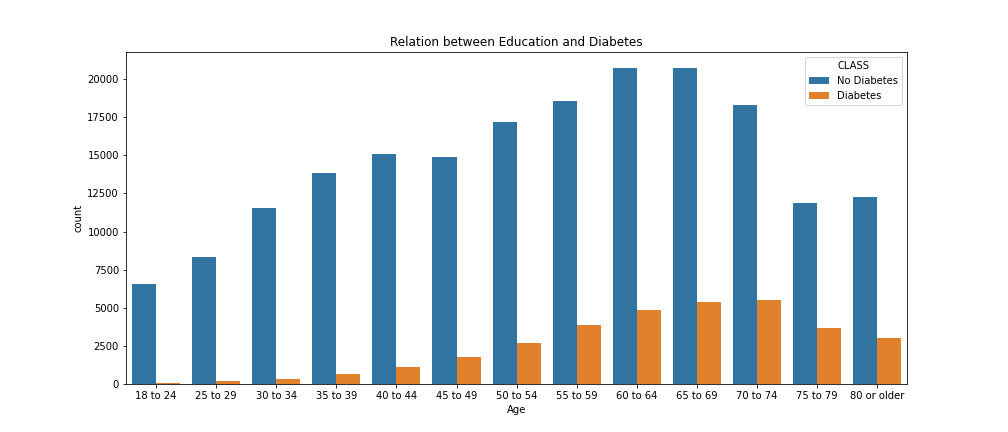 Relation between Education and Diabetes
CLASS
No Diabetes
Diabetes
count
20000
17500
15000
12500
10000
7500
5000
2500
0
18 to 24 25 to 29 30 to 34 35 to 39 40 to 44 45 to 49 50 to 54 55 to 59 60 to 64 65 to 69 70 to 74 75 to 79 80 or older
Age